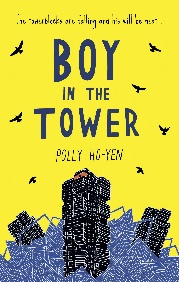 The towerblocks are falling and his will be next...
BOY
IN THE
TOWER
POLLY HO-YEN